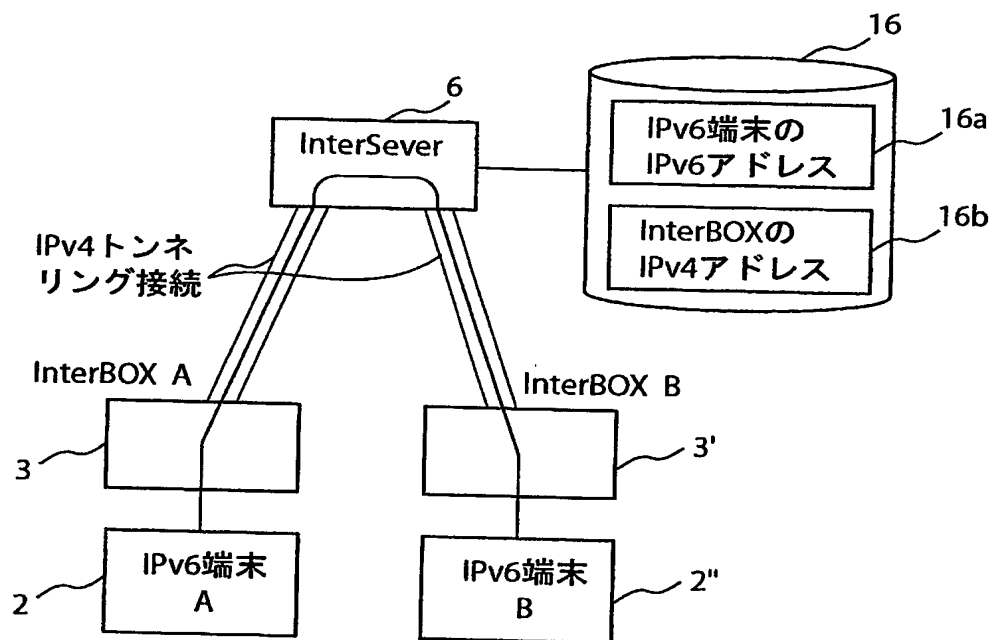 16
6
InterSever
IPv6端末の
IPv6アドレス
16a
InterBOXの
IPv4アドレス
16b
IPv4トンネ
リング接続
InterBOX A
InterBOX B
3
3'
IPv6端末
A
2
IPv6端末
B
2"